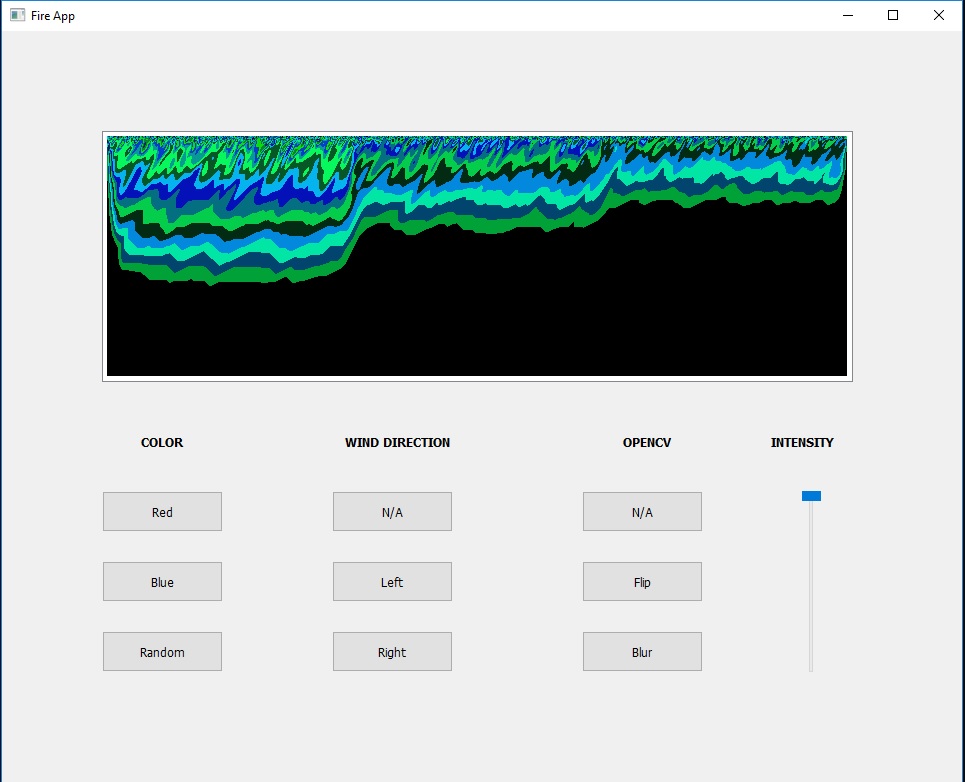 Fire App
COLOR WIND DIRECTION OPENCV INTENSITY
Red N/A N/A
Blue Left Flip
Random Right Blur